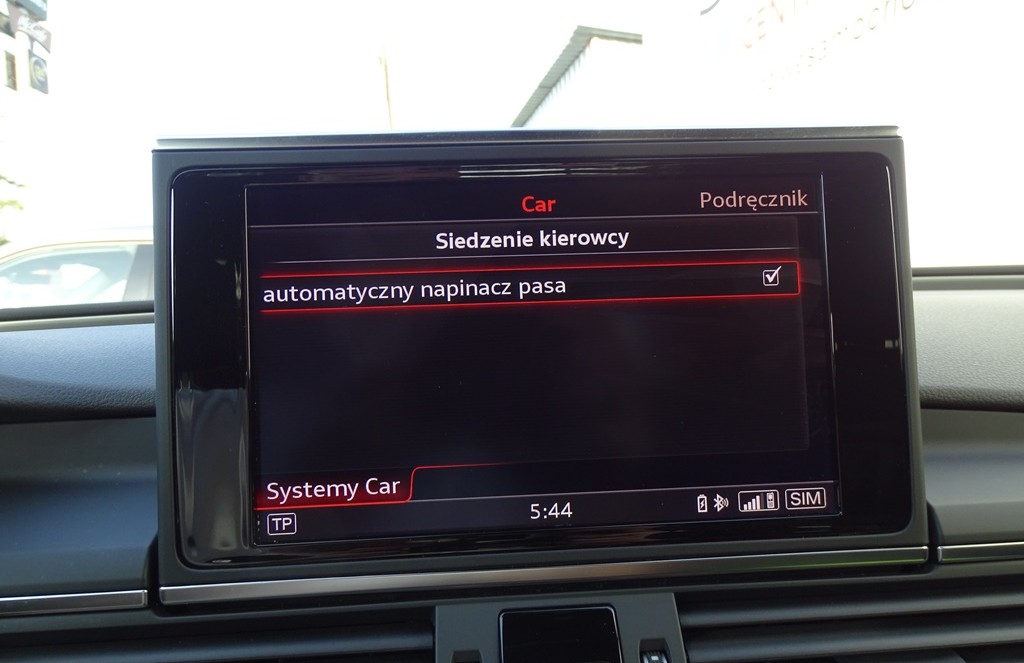 Car
Podręcznik
Siedzenie kierowcy
automatyczny napinacz pasa
Systemy Car
TP
5:44
SIM